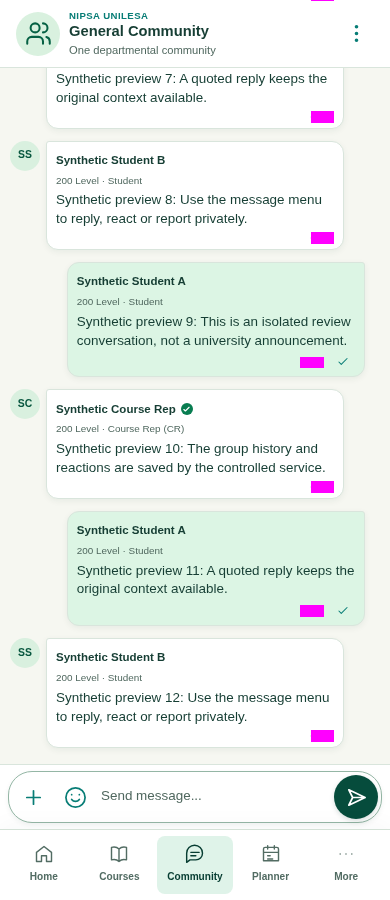 NIPSA UNILESA
General Community
One departmental community
Synthetic preview 7: A quoted reply keeps the
original context available.
SS
Synthetic Student B
200 Level · Student
Synthetic preview 8: Use the message menu
to reply, react or report privately.
Synthetic Student A
200 Level · Student
Synthetic preview 9: This is an isolated review
conversation, not a university announcement.
SC
Synthetic Course Rep
200 Level · Course Rep (CR)
Synthetic preview 10: The group history and
reactions are saved by the controlled service.
Synthetic Student A
200 Level · Student
Synthetic preview 11: A quoted reply keeps the
original context available.
SS
Synthetic Student B
200 Level · Student
Synthetic preview 12: Use the message menu
to reply, react or report privately.
Send message...
Home Courses Community Planner More